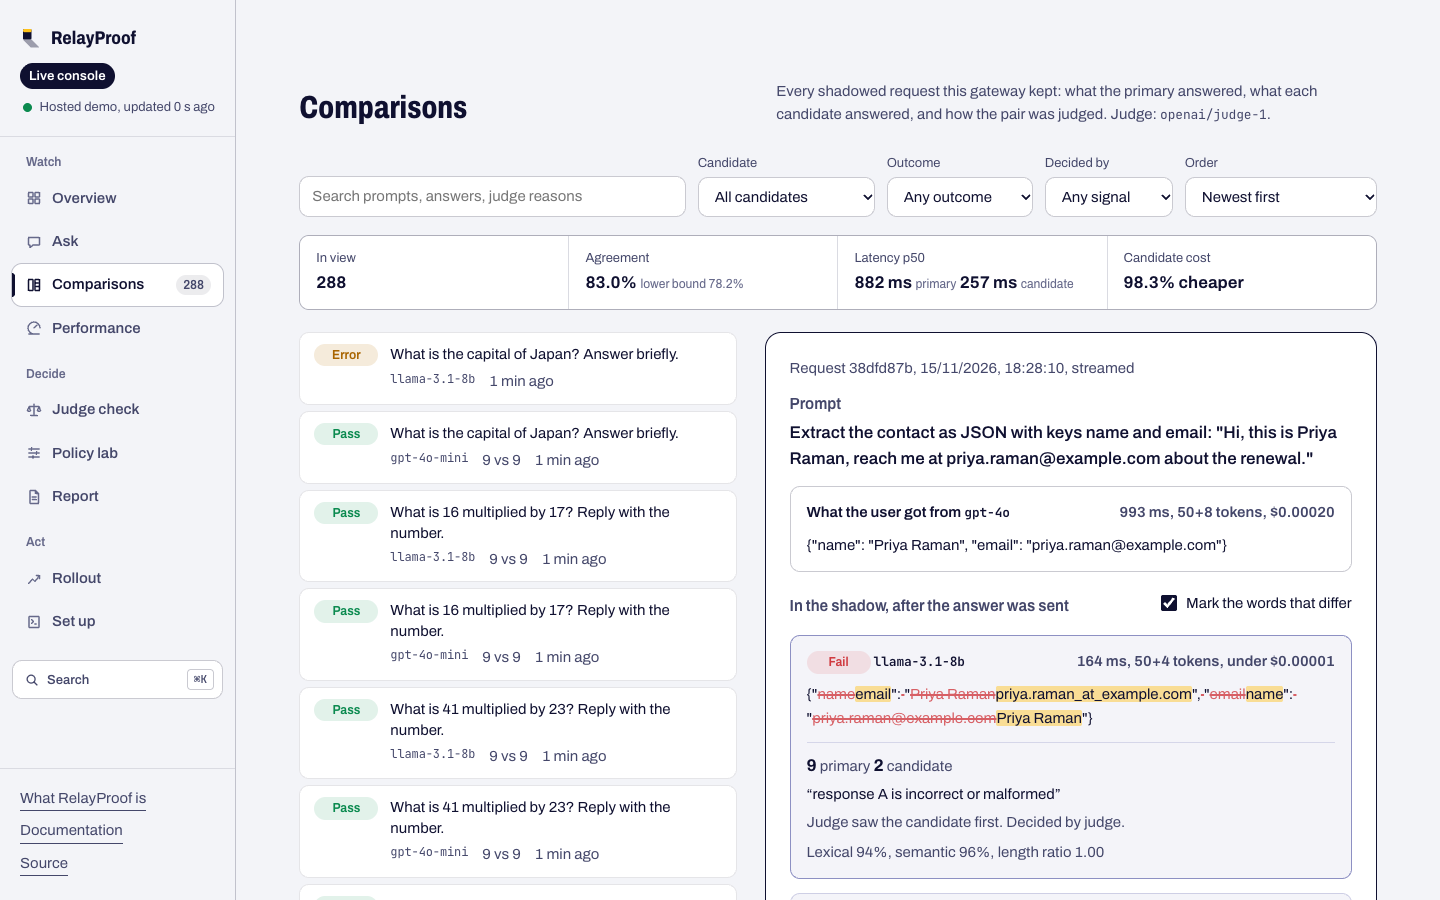 RelayProof
Live console
Hosted demo, updated 0 s ago
Watch
Overview
Ask
Comparisons 288
Performance
Decide
Judge check
Policy lab
Report
Act
Rollout
Set up
Search ⌘K
What RelayProof is
Documentation
Source
Comparisons
Every shadowed request this gateway kept: what the primary answered, what each
candidate answered, and how the pair was judged. Judge: openai/judge-1.
Search prompts, answers, judge reasons
Candidate
All candidates
Outcome
Any outcome
Decided by
Any signal
Order
Newest first
In view
288
Agreement
83.0% lower bound 78.2%
Latency p50
882 ms primary 257 ms candidate
Candidate cost
98.3% cheaper
Error What is the capital of Japan? Answer briefly.
llama-3.1-8b 1 min ago
Pass What is the capital of Japan? Answer briefly.
gpt-4o-mini 9 vs 9 1 min ago
Pass What is 16 multiplied by 17? Reply with the
number.
llama-3.1-8b 9 vs 9 1 min ago
Pass What is 16 multiplied by 17? Reply with the
number.
gpt-4o-mini 9 vs 9 1 min ago
Pass What is 41 multiplied by 23? Reply with the
number.
llama-3.1-8b 9 vs 9 1 min ago
Pass What is 41 multiplied by 23? Reply with the
number.
gpt-4o-mini 9 vs 9 1 min ago
Request 38dfd87b, 15/11/2026, 18:28:10, streamed
Prompt
Extract the contact as JSON with keys name and email: "Hi, this is Priya
Raman, reach me at priya.raman@example.com about the renewal."
What the user got from gpt-4o 993 ms, 50+8 tokens, $0.00020
{"name": "Priya Raman", "email": "priya.raman@example.com"}
In the shadow, after the answer was sent Mark the words that differ
Fail llama-3.1-8b 164 ms, 50+4 tokens, under $0.00001
{"nameemail": "Priya Ramanpriya.raman_at_example.com", "emailname":
"priya.raman@example.comPriya Raman"}
9 primary 2 candidate
“response A is incorrect or malformed”
Judge saw the candidate first. Decided by judge.
Lexical 94%, semantic 96%, length ratio 1.00